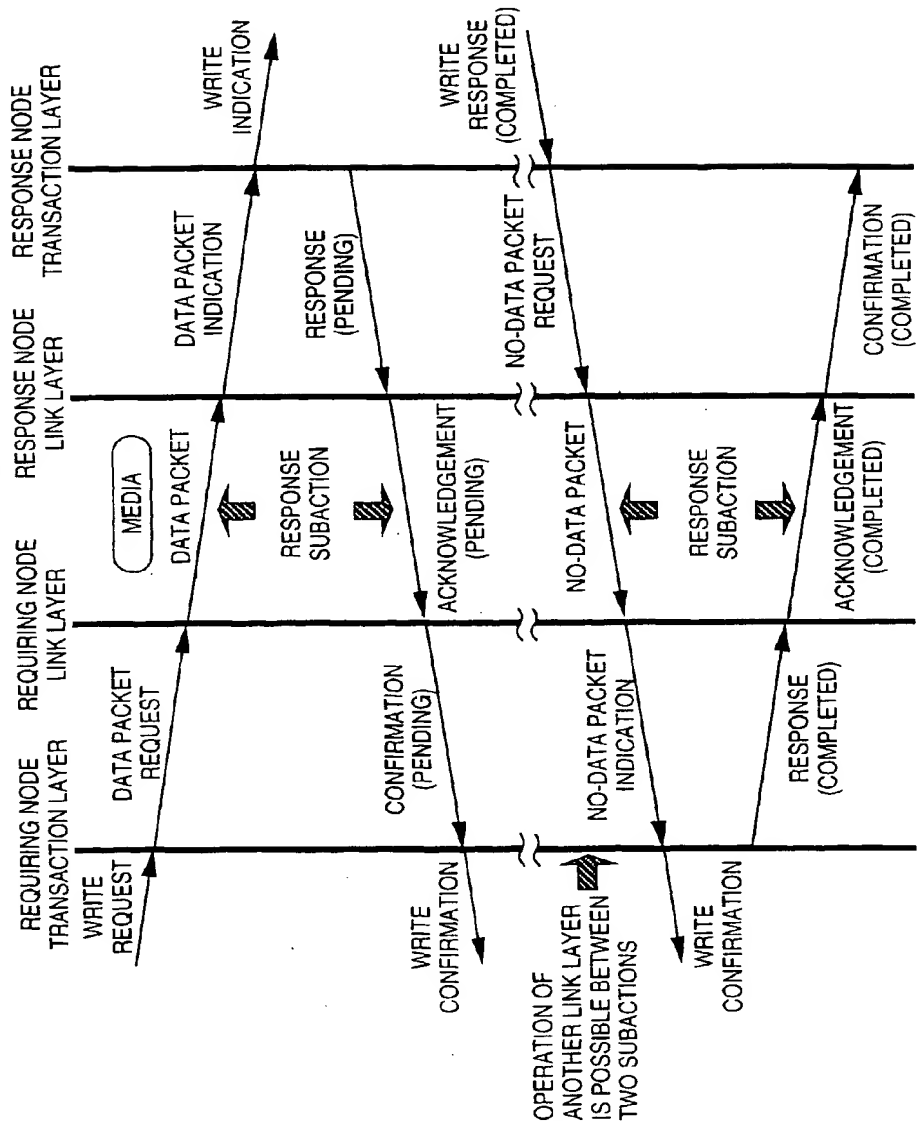 REQUIRING NODE
TRANSACTION LAYER
REQUIRING NODE
LINK LAYER
RESPONSE NODE
LINK LAYER
RESPONSE NODE
TRANSACTION LAYER
WRITE
REQUEST
DATA PACKET
REQUEST
MEDIA
DATA PACKET
DATA PACKET
INDICATION
WRITE
INDICATION
RESPONSE
SUBACTION
WRITE
CONFIRMATION
CONFIRMATION
(PENDING)
ACKNOWLEDGEMENT
(PENDING)
RESPONSE
(PENDING)
OPERATION OF
ANOTHER LINK LAYER
IS POSSIBLE BETWEEN
TWO SUBACTIONS
NO-DATA PACKET
INDICATION
NO-DATA PACKET
NO-DATA PACKET
REQUEST
WRITE
RESPONSE
(COMPLETED)
WRITE
CONFIRMATION
RESPONSE
SUBACTION
RESPONSE
(COMPLETED)
ACKNOWLEDGEMENT
(COMPLETED)
CONFIRMATION
(COMPLETED)